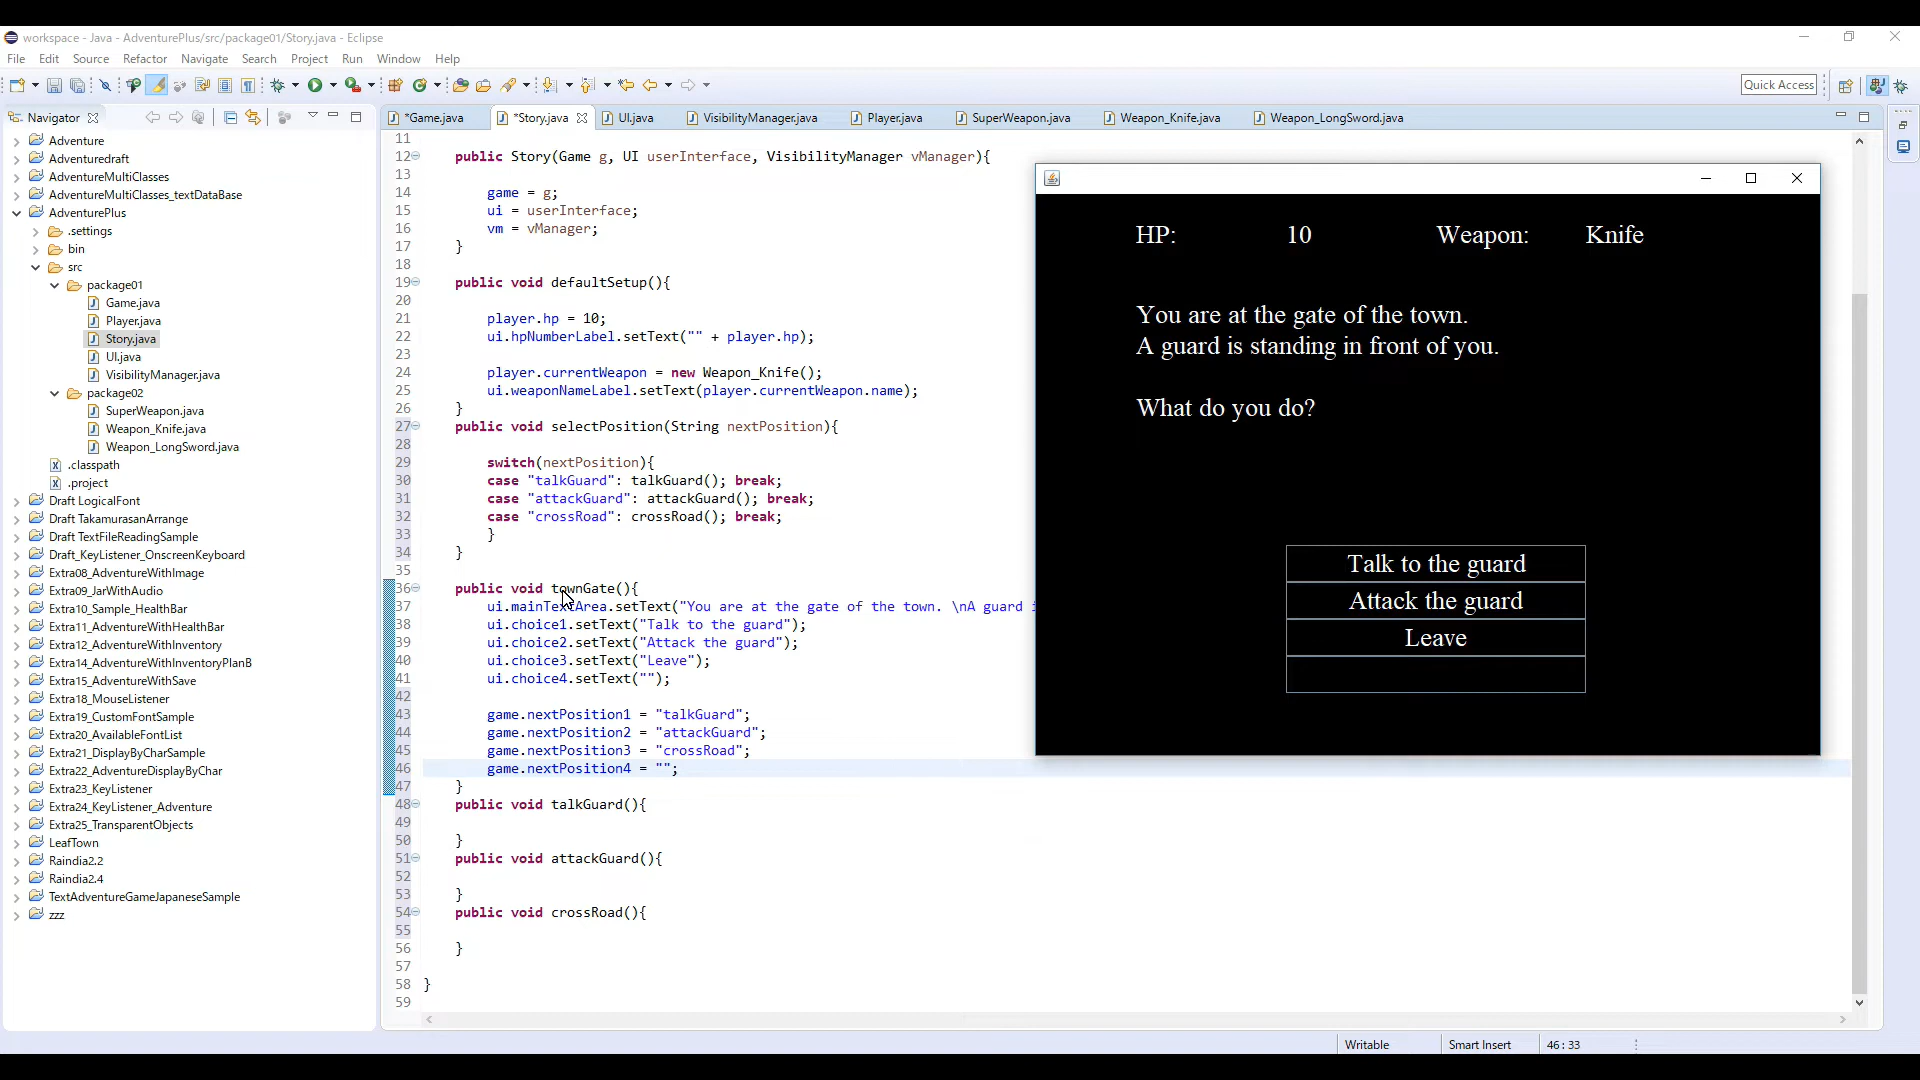 workspace - Java - AdventurePlus/src/package01/Story.java - Eclipse
File Edit Source Refactor Navigate Search Project Run Window Help
Quick Access
Navigator
Adventure
Adventuredraft
AdventureMultiClasses
AdventureMultiClasses_textDataBase
AdventurePlus
.settings
bin
src
package01
Game.java
Player.java
Story.java
UI.java
VisibilityManager.java
package02
SuperWeapon.java
Weapon_Knife.java
Weapon_LongSword.java
.classpath
.project
Draft LogicalFont
Draft TakamurasanArrange
Draft TextFileReadingSample
Draft_KeyListener_OnscreenKeyboard
Extra08_AdventureWithImage
Extra09_JarWithAudio
Extra10_Sample_HealthBar
Extra11_AdventureWithHealthBar
Extra12_AdventureWithInventory
Extra14_AdventureWithInventoryPlanB
Extra15_AdventureWithSave
Extra18_MouseListener
Extra19_CustomFontSample
Extra20_AvailableFontList
Extra21_DisplayByCharSample
Extra22_AdventureDisplayByChar
Extra23_KeyListener
Extra24_KeyListener_Adventure
Extra25_TransparentObjects
LeafTown
Raindia2.2
Raindia2.4
TextAdventureGameJapaneseSample
zzz
*Game.java *Story.java UI.java VisibilityManager.java Player.java SuperWeapon.java Weapon_Knife.java Weapon_LongSword.java
11
12 public Story(Game g, UI userInterface, VisibilityManager vManager){
13
14 game = g;
15 ui = userInterface;
16 vm = vManager;
17 }
18
19 public void defaultSetup(){
20
21 player.hp = 10;
22 ui.hpNumberLabel.setText("" + player.hp);
23
24 player.currentWeapon = new Weapon_Knife();
25 ui.weaponNameLabel.setText(player.currentWeapon.name);
26 }
27 public void selectPosition(String nextPosition){
28
29 switch(nextPosition){
30 case "talkGuard": talkGuard(); break;
31 case "attackGuard": attackGuard(); break;
32 case "crossRoad": crossRoad(); break;
33 }
34 }
35
36 public void townGate(){
37 ui.mainTextArea.setText("You are at the gate of the town. \nA guard i
38 ui.choice1.setText("Talk to the guard");
39 ui.choice2.setText("Attack the guard");
40 ui.choice3.setText("Leave");
41 ui.choice4.setText("");
42
43 game.nextPosition1 = "talkGuard";
44 game.nextPosition2 = "attackGuard";
45 game.nextPosition3 = "crossRoad";
46 game.nextPosition4 = "";
47 }
48 public void talkGuard(){
49
50 }
51 public void attackGuard(){
52
53 }
54 public void crossRoad(){
55
56 }
57
58 }
59
HP: 10 Weapon: Knife
You are at the gate of the town.
A guard is standing in front of you.
What do you do?
Talk to the guard
Attack the guard
Leave
Writable Smart Insert 46 : 33